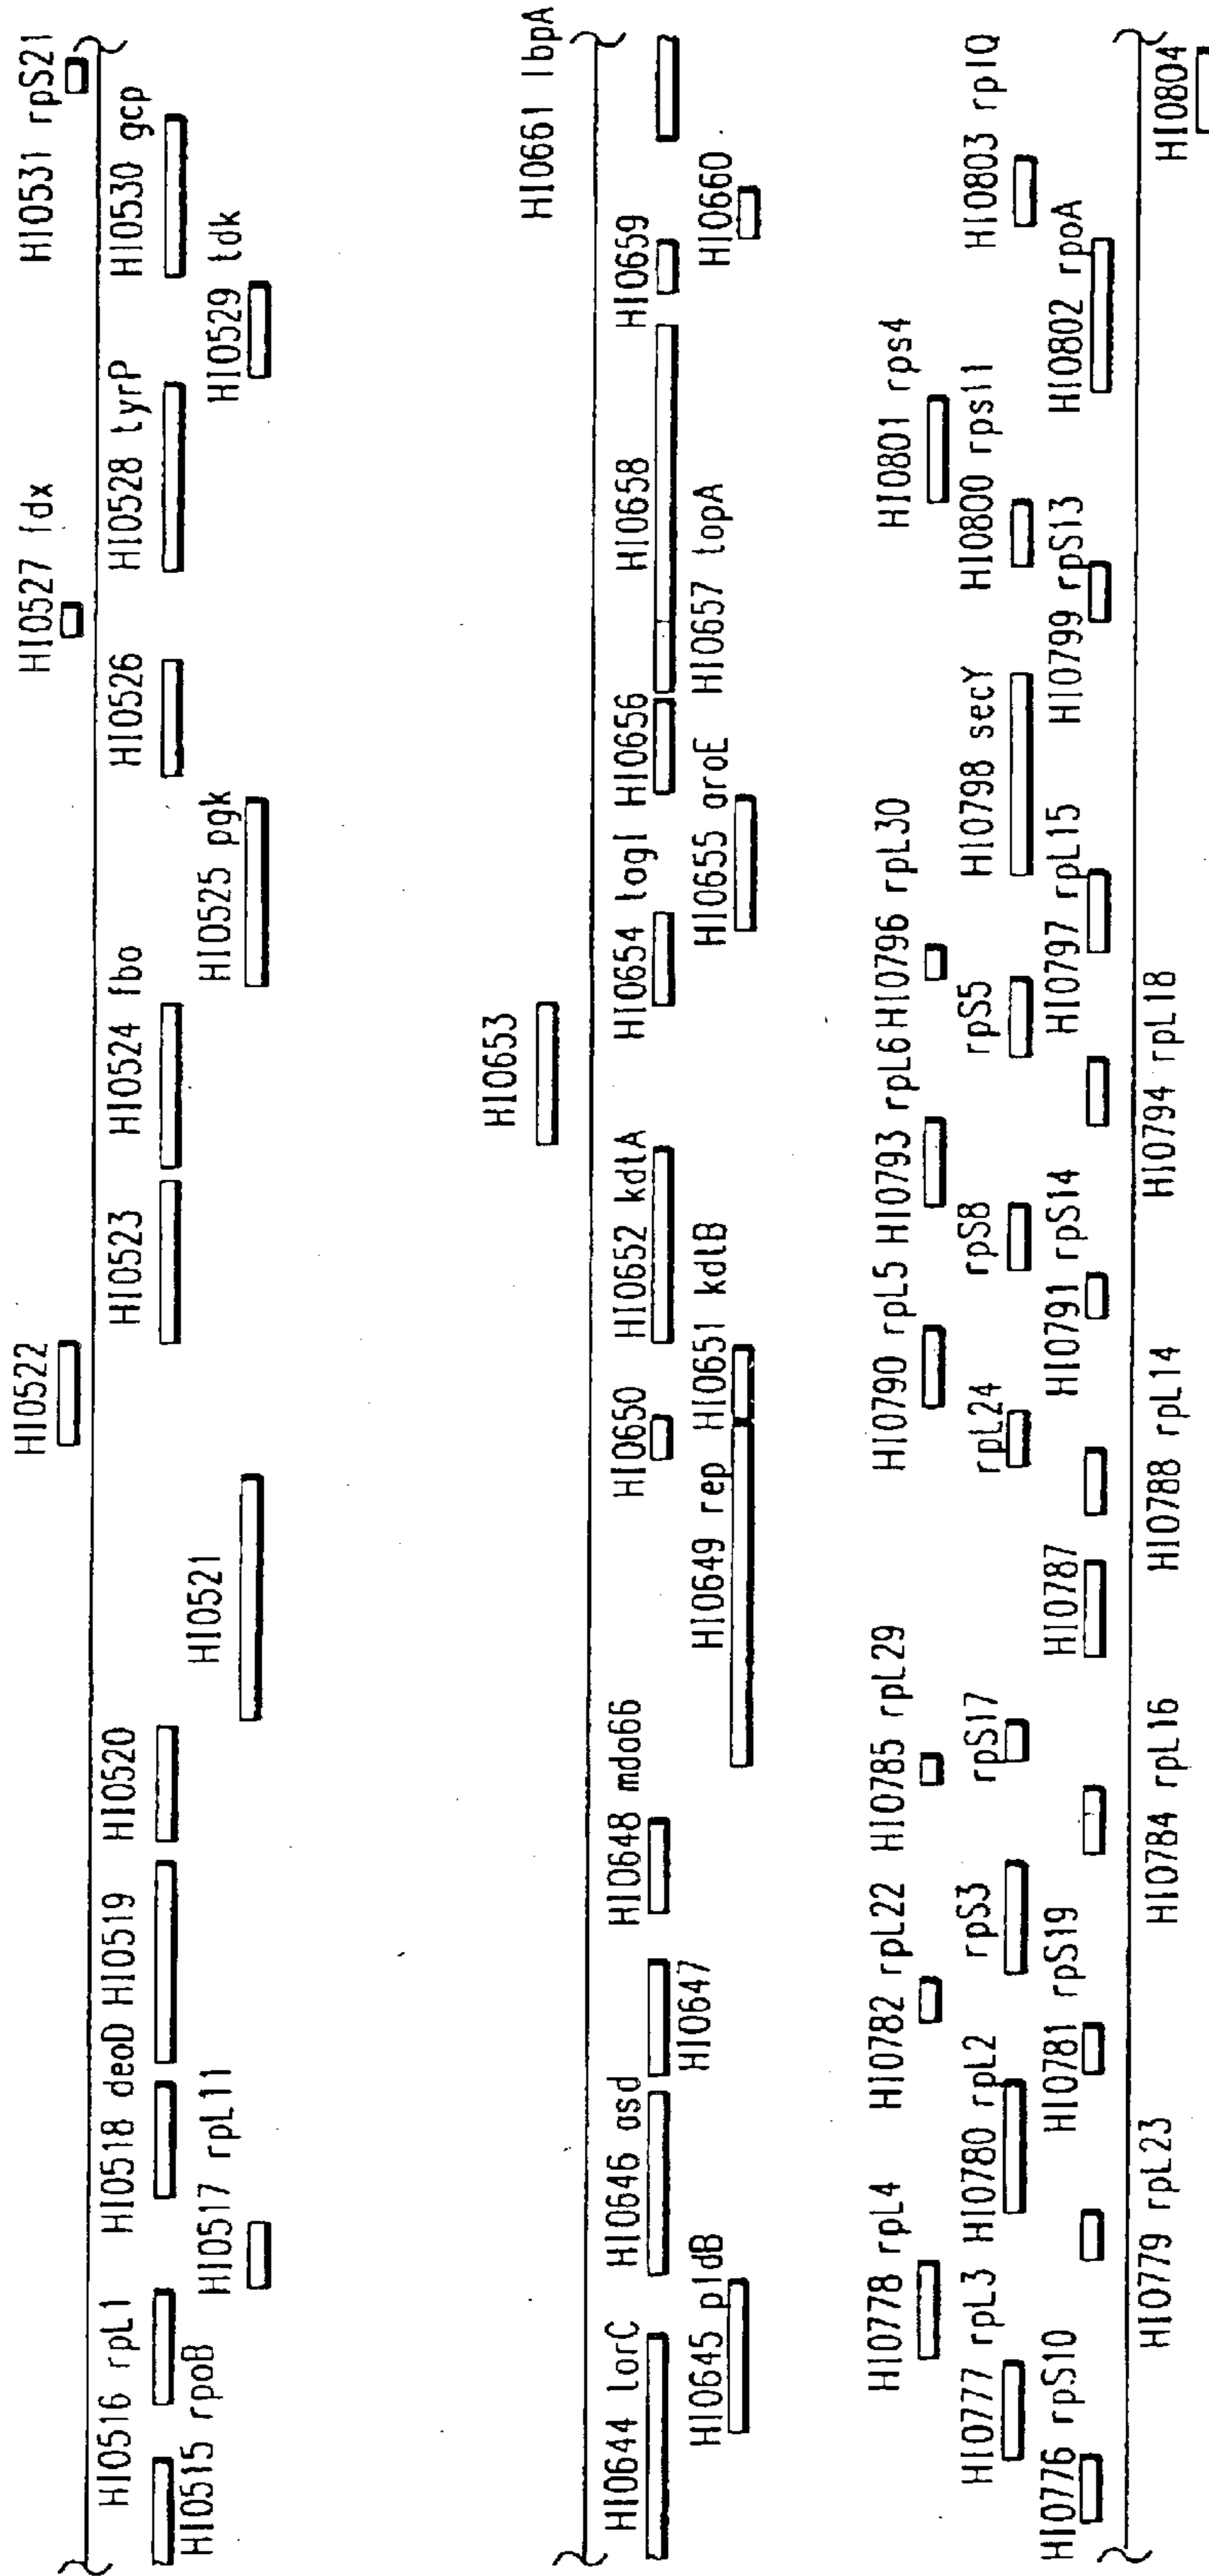 HI0522 HI0527 fdx HI0531 rpS21
HI0516 rpL1 HI0518 deoD HI0519 HI0520 HI0523 HI0524 fba HI0526 HI0528 tyrP HI0530 gcp
HI0515 rpoB HI0517 rpL11 HI0521 HI0525 pgk HI0529 tdk
HI0653 HI0661 tbpA
HI0644 torC HI0646 asd HI0648 mda66 HI0650 HI0652 kdtA HI0654 tagI HI0656 HI0658 HI0659
HI0645 pldB HI0647 HI0649 rep HI0651 kdtB HI0655 aroE HI0657 topA HI0660
HI0778 rpL4 HI0782 rpL22 HI0785 rpL29 HI0790 rpL5 HI0793 rpL6 HI0796 rpL30 HI0801 rps4
HI0777 rpL3 HI0780 rpL2 rpS3 rpS17 rpL24 rpS8 rpS5 HI0798 secY HI0800 rps11 HI0803 rplQ
HI0776 rpS10 HI0781 rpS19 HI0787 HI0791 rpS14 HI0797 rpL15 HI0799 rpS13 HI0802 rpoA
HI0779 rpL23 HI0784 rpL16 HI0788 rpL14 HI0794 rpL18 HI0804